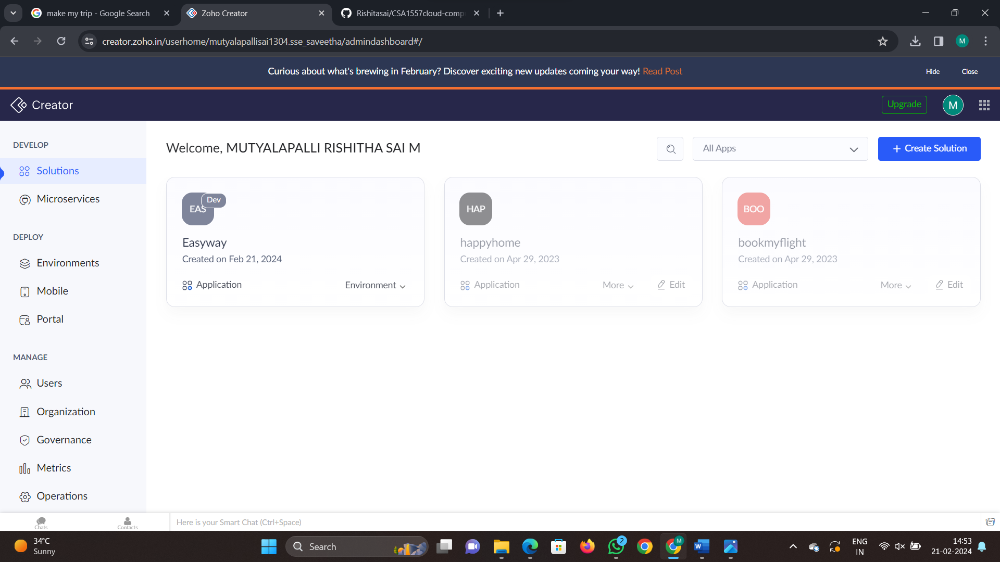 make my trip - Google Search
Zoho Creator
Rishitasai/CSA1557cloud-comp
creator.zoho.in/userhome/mutyalapallisai1304.sse_saveetha/admindashboard#/
M
Curious about what's brewing in February? Discover exciting new updates coming your way! Read Post
Hide
Close
Creator
Upgrade
M
DEVELOP
Solutions
Microservices
DEPLOY
Environments
Mobile
Portal
MANAGE
Users
Organization
Governance
Metrics
Operations
Welcome, MUTYALAPALLI RISHITHA SAI M
All Apps
+ Create Solution
EAS
Dev
Easyway
Created on Feb 21, 2024
Application
Environment
HAP
happyhome
Created on Apr 29, 2023
Application
More
Edit
BOO
bookmyflight
Created on Apr 29, 2023
Application
More
Edit
Chats
Contacts
Here is your Smart Chat (Ctrl+Space)
34°C
Sunny
Search
2
M
W
ENG
IN
14:53
21-02-2024